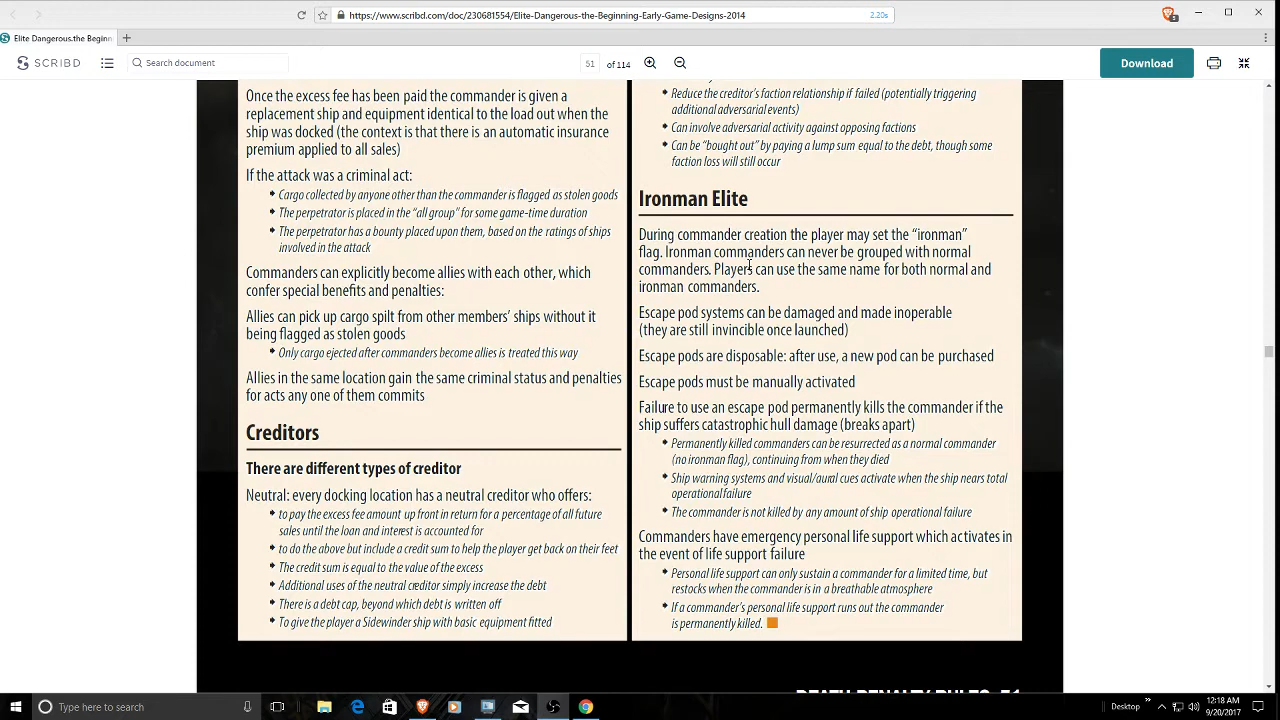 https://www.scribd.com/doc/230681554/Elite-Dangerous-the-Beginning-Early-Game-Designs-2014
2.20s
Elite Dangerous.the Beginn
SCRIBD
Search document
51 of 114
Download
Once the excess fee has been paid the commander is given a
replacement ship and equipment identical to the load out when the
ship was docked (the context is that there is an automatic insurance
premium applied to all sales)
If the attack was a criminal act:
Cargo collected by anyone other than the commander is flagged as stolen goods
The perpetrator is placed in the “all group” for some game-time duration
The perpetrator has a bounty placed upon them, based on the ratings of ships
involved in the attack
Commanders can explicitly become allies with each other, which
confer special benefits and penalties:
Allies can pick up cargo spilt from other members’ ships without it
being flagged as stolen goods
Only cargo ejected after commanders become allies is treated this way
Allies in the same location gain the same criminal status and penalties
for acts any one of them commits
Creditors
There are different types of creditor
Neutral: every docking location has a neutral creditor who offers:
to pay the excess fee amount up front in return for a percentage of all future
sales until the loan and interest is accounted for
to do the above but include a credit sum to help the player get back on their feet
The credit sum is equal to the value of the excess
Additional uses of the neutral creditor simply increase the debt
There is a debt cap, beyond which debt is written off
To give the player a Sidewinder ship with basic equipment fitted
Reduce the creditor’s faction relationship if failed (potentially triggering
additional adversarial events)
Can involve adversarial activity against opposing factions
Can be “bought out” by paying a lump sum equal to the debt, though some
faction loss will still occur
Ironman Elite
During commander creation the player may set the “ironman”
flag. Ironman commanders can never be grouped with normal
commanders. Players can use the same name for both normal and
ironman commanders.
Escape pod systems can be damaged and made inoperable
(they are still invincible once launched)
Escape pods are disposable: after use, a new pod can be purchased
Escape pods must be manually activated
Failure to use an escape pod permanently kills the commander if the
ship suffers catastrophic hull damage (breaks apart)
Permanently killed commanders can be resurrected as a normal commander
(no ironman flag), continuing from when they died
Ship warning systems and visual/aural cues activate when the ship nears total
operational failure
The commander is not killed by any amount of ship operational failure
Commanders have emergency personal life support which activates in
the event of life support failure
Personal life support can only sustain a commander for a limited time, but
restocks when the commander is in a breathable atmosphere
If a commander’s personal life support runs out the commander
is permanently killed.
DEATH PENALTY RULES 51
Type here to search
Desktop
12:18 AM
9/20/2017